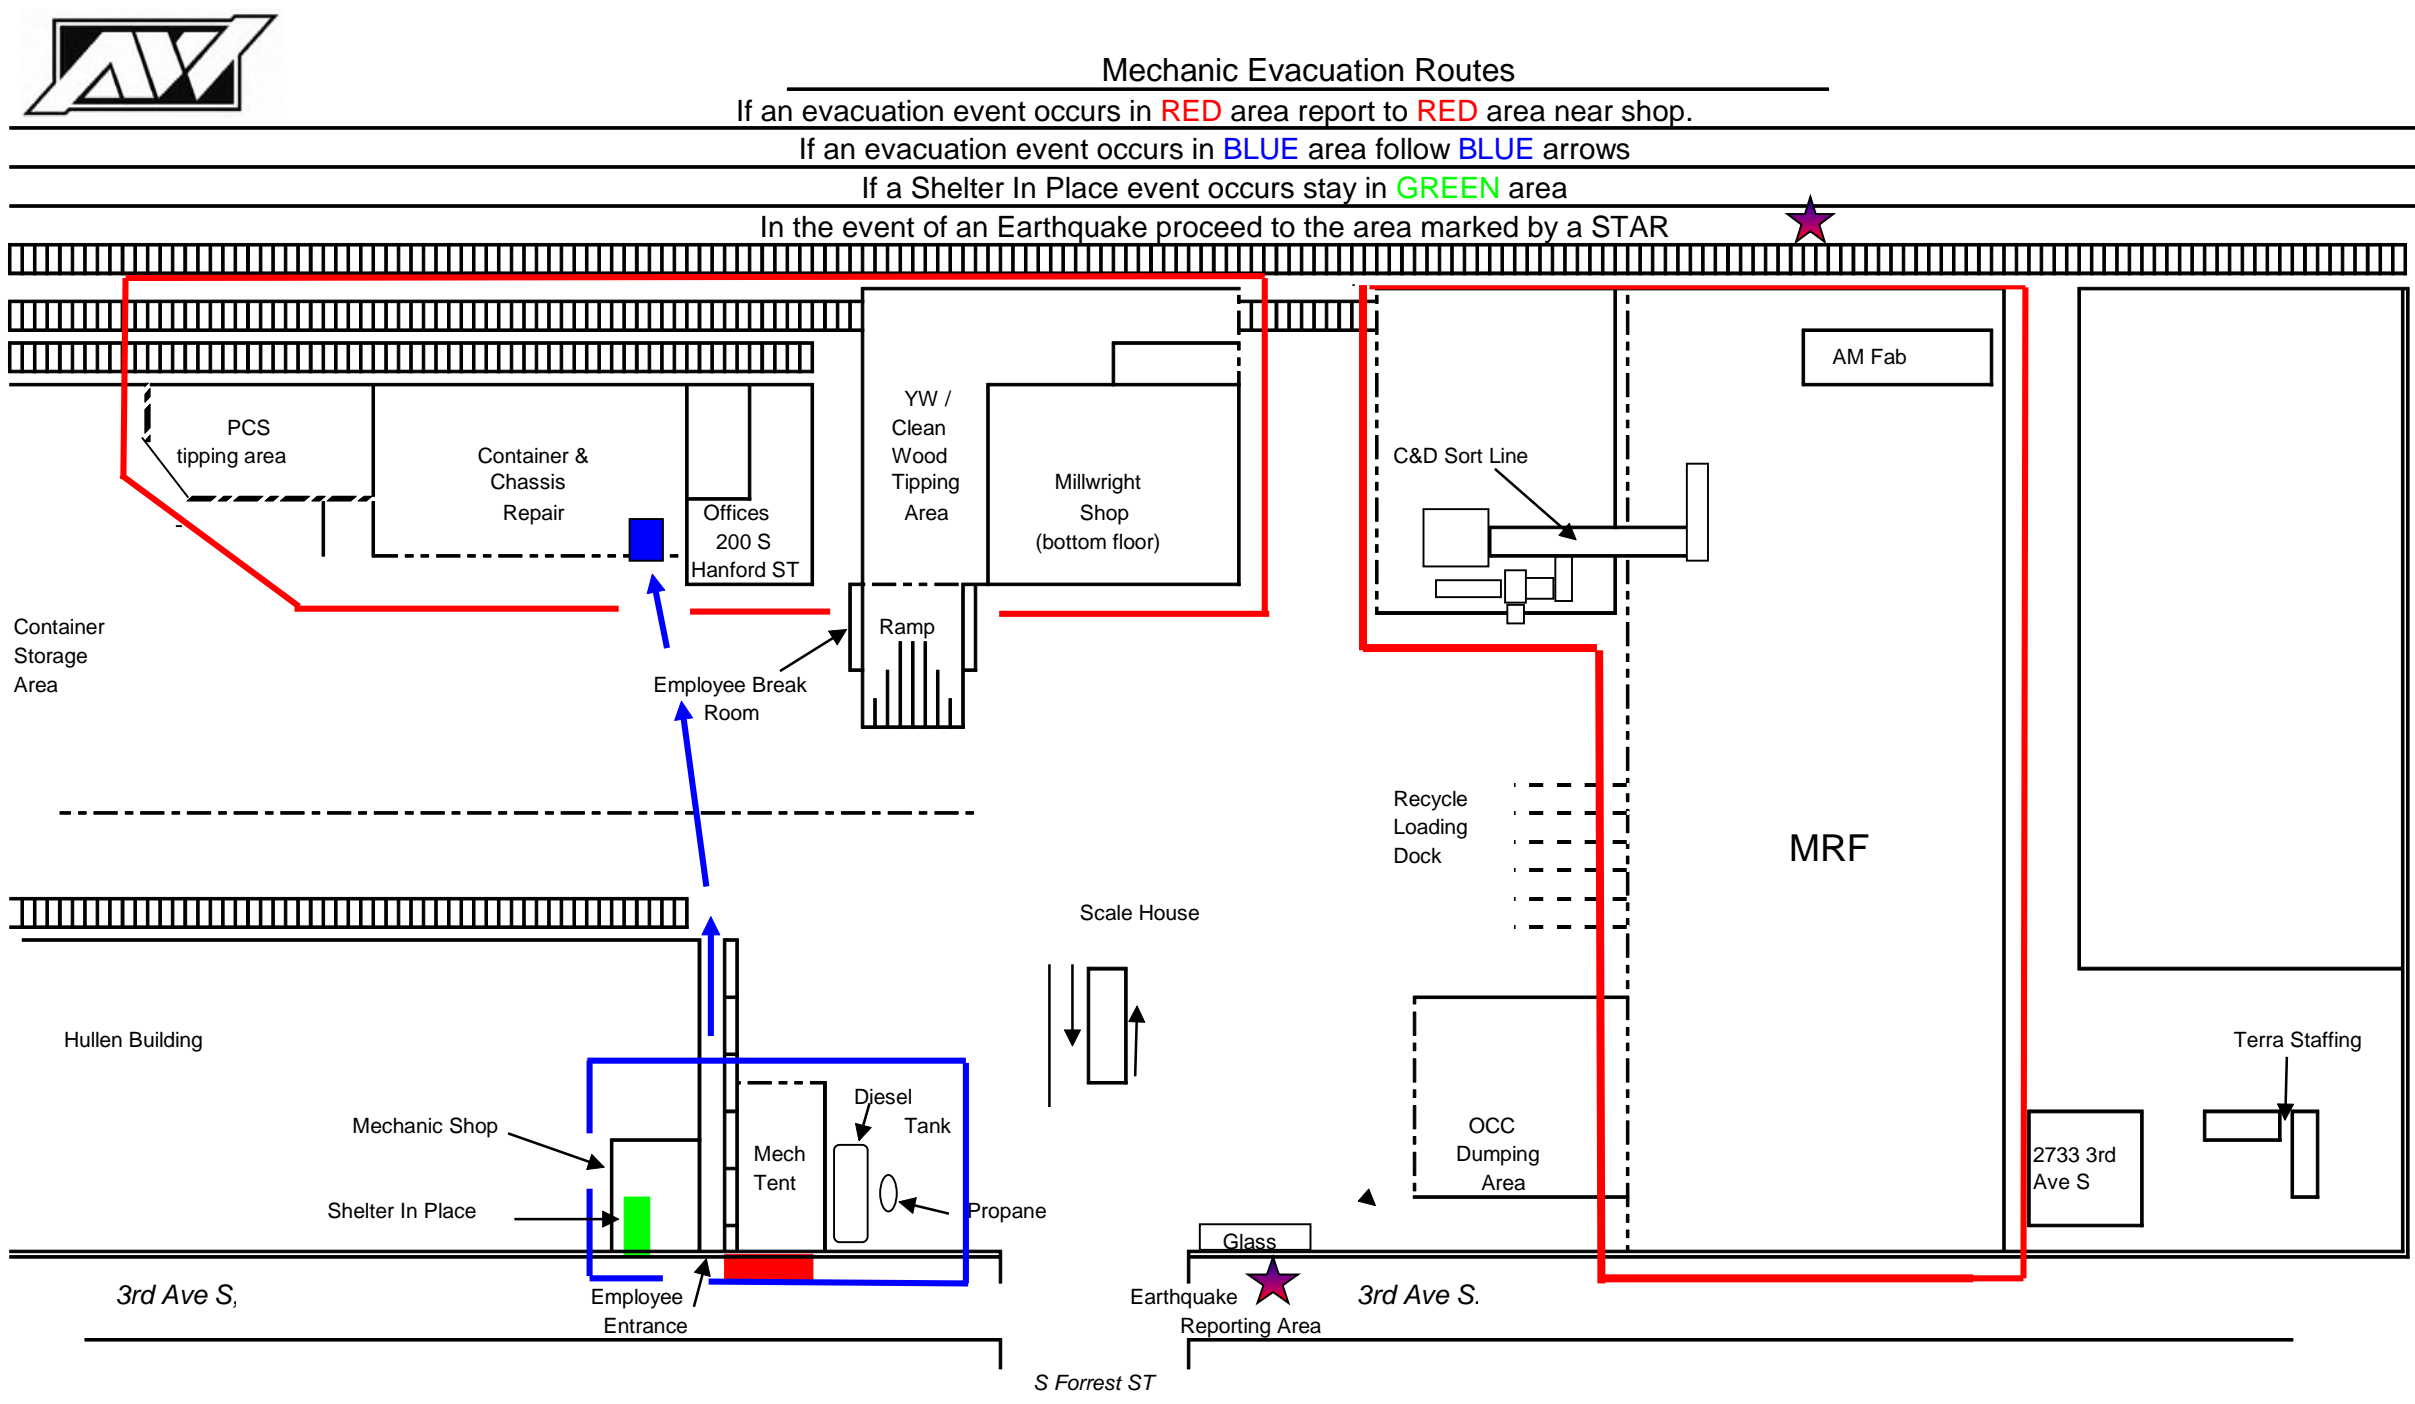 AW
Mechanic Evacuation Routes
If an evacuation event occurs in RED area report to RED area near shop.
If an evacuation event occurs in BLUE area follow BLUE arrows
If a Shelter In Place event occurs stay in GREEN area
In the event of an Earthquake proceed to the area marked by a STAR
AM Fab
PCS
tipping area
Container &
Chassis
Repair
Offices
200 S
Hanford ST
YW /
Clean
Wood
Tipping
Area
Millwright
Shop
(bottom floor)
C&D Sort Line
Container
Storage
Area
Ramp
Employee Break
Room
Recycle
Loading
Dock
MRF
Scale House
Hullen Building
Terra Staffing
Mechanic Shop
Shelter In Place
Mech
Tent
Diesel
Tank
Propane
OCC
Dumping
Area
2733 3rd
Ave S
Glass
3rd Ave S,
Employee
Entrance
Earthquake
Reporting Area
3rd Ave S.
S Forrest ST